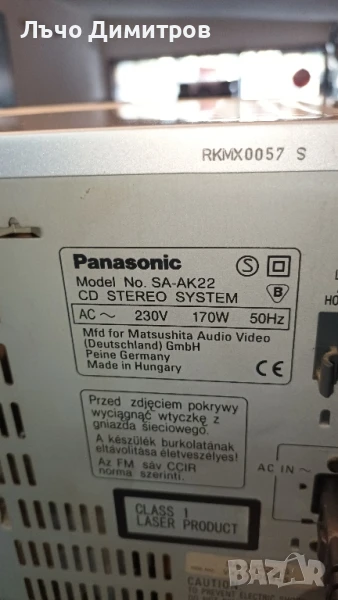 Лъчо Димитров
RKMX0057 S
Panasonic
Model No. SA-AK22
CD STEREO SYSTEM
S
B
AC ~ 230V 170W 50Hz
Mfd for Matsushita Audio Video
(Deutschland) GmbH
Peine Germany
Made in Hungary
CE
Przed zdjęciem pokrywy
wyciągnąć wtyczkę z
gniazda sieciowego.
A készülék burkolatának
eltávolítása életveszélyes!
Az FM sáv CCIR
norma szerinti.
AC IN ~
CLASS 1
LASER PRODUCT
CAUTION
BAZAR